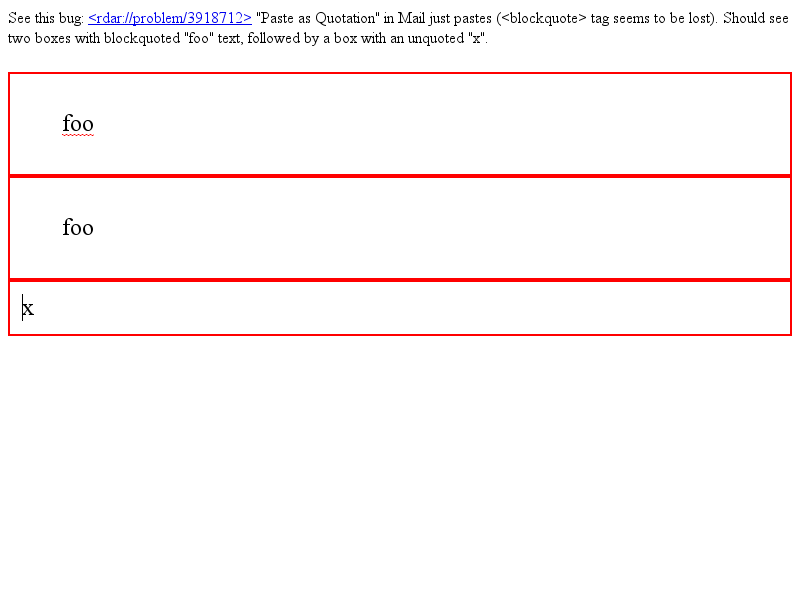 See this bug: <rdar://problem/3918712> "Paste as Quotation" in Mail just pastes (<blockquote> tag seems to be lost). Should see
two boxes with blockquoted "foo" text, followed by a box with an unquoted "x".
foo
foo
x